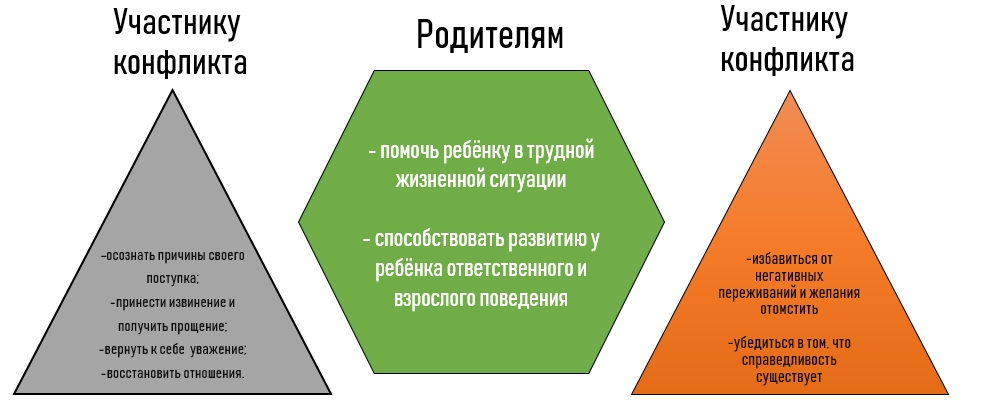 Участнику
конфликта
-осознать причины своего
поступка;
-принести извинение и
получить прощение;
-вернуть к себе уважение;
-восстановить отношения.
Родителям
- помочь ребёнку в трудной
жизненной ситуации
- способствовать развитию у
ребёнка ответственного и
взрослого поведения
Участнику
конфликта
-избавиться от
негативных
переживаний и желания
отомстить
-убедиться в том. что
справедливость
существует